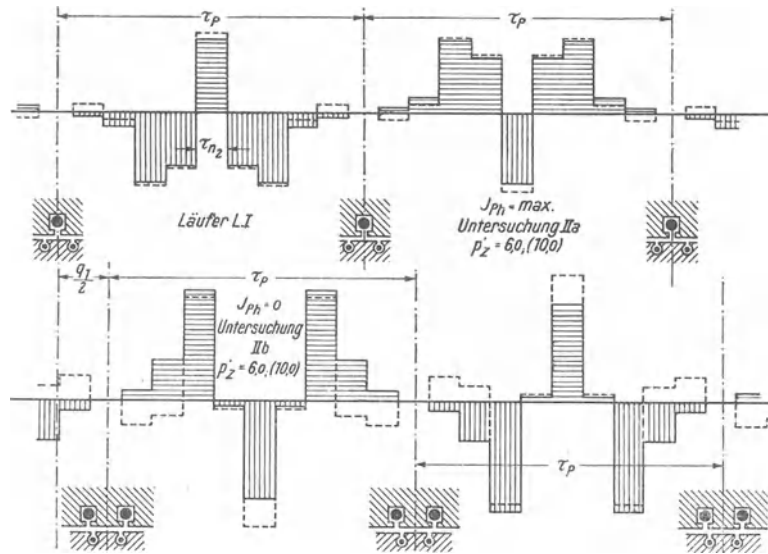 τp τp
τn2
Läufer L.I
JPh = max.
Untersuchung IIa
p'z = 6,0, (10,0)
q1/2
τp
JPh = 0
Untersuchung
IIb
p'z = 6,0, (10,0)
τp